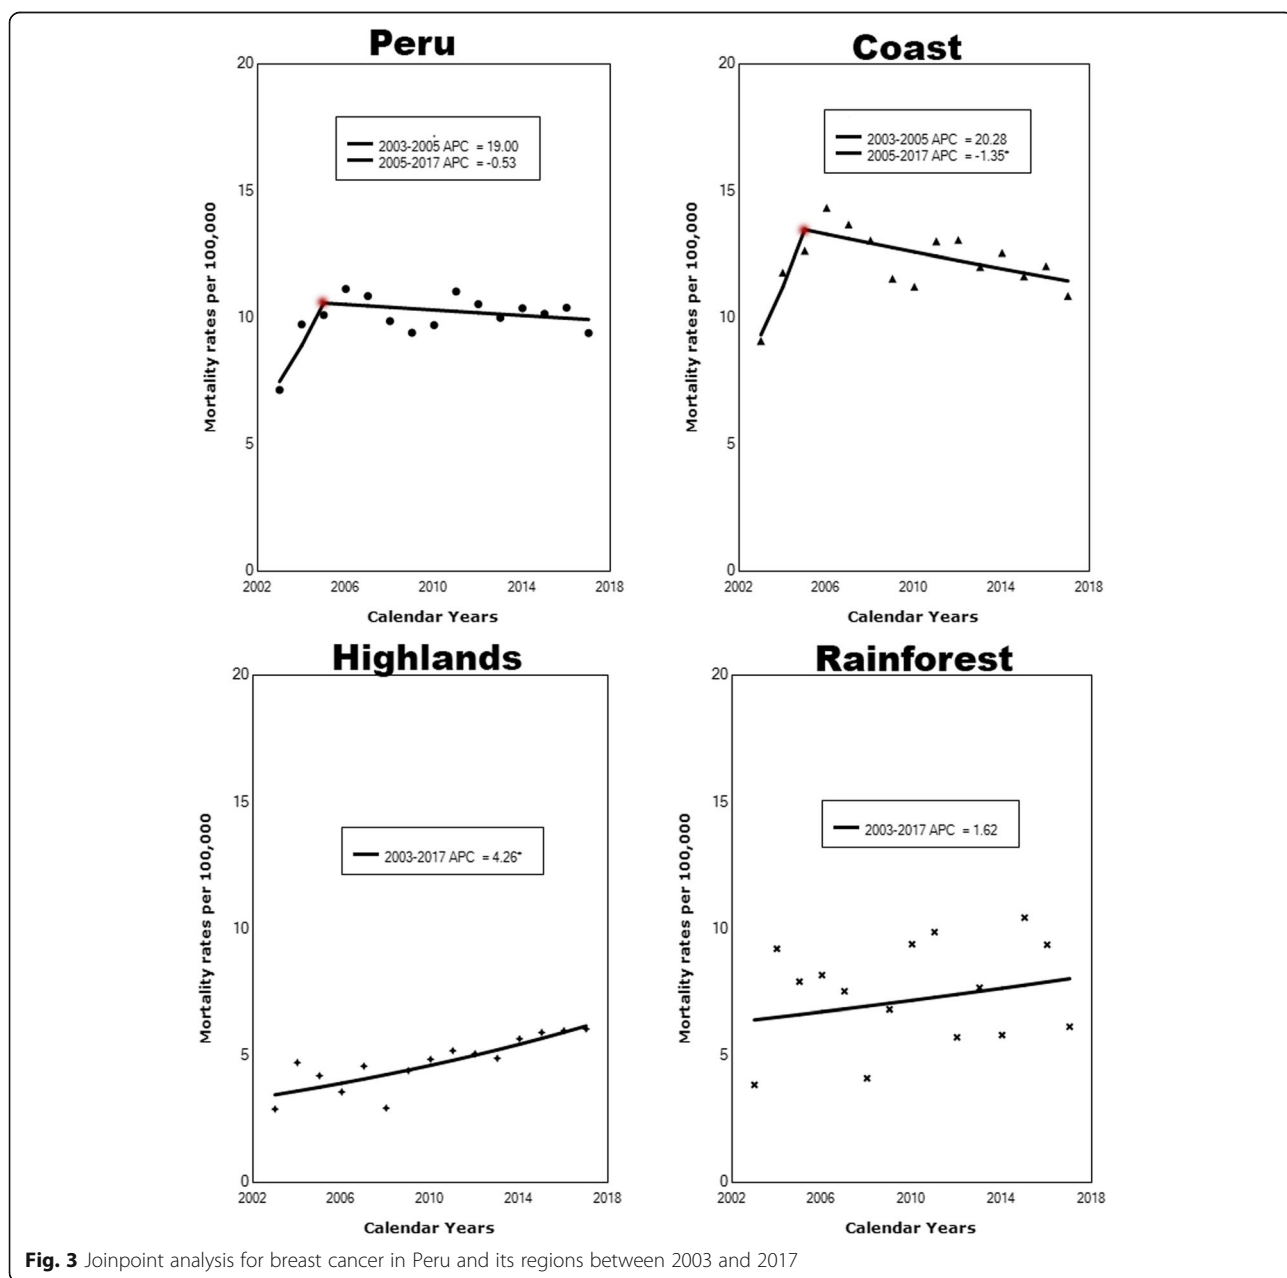 Peru
20
15
10
5
0
Mortality rates per 100,000
2003-2005 APC = 19.00
2005-2017 APC = -0.53
2002 2006 2010 2014 2018
Calendar Years
Coast
20
15
10
5
0
Mortality rates per 100,000
2003-2005 APC = 20.28
2005-2017 APC = -1.35*
2002 2006 2010 2014 2018
Calendar Years
Highlands
20
15
10
5
0
Mortality rates per 100,000
2003-2017 APC = 4.26*
2002 2006 2010 2014 2018
Calendar Years
Rainforest
20
15
10
5
0
Mortality rates per 100,000
2003-2017 APC = 1.62
2002 2006 2010 2014 2018
Calendar Years
Fig. 3 Joinpoint analysis for breast cancer in Peru and its regions between 2003 and 2017